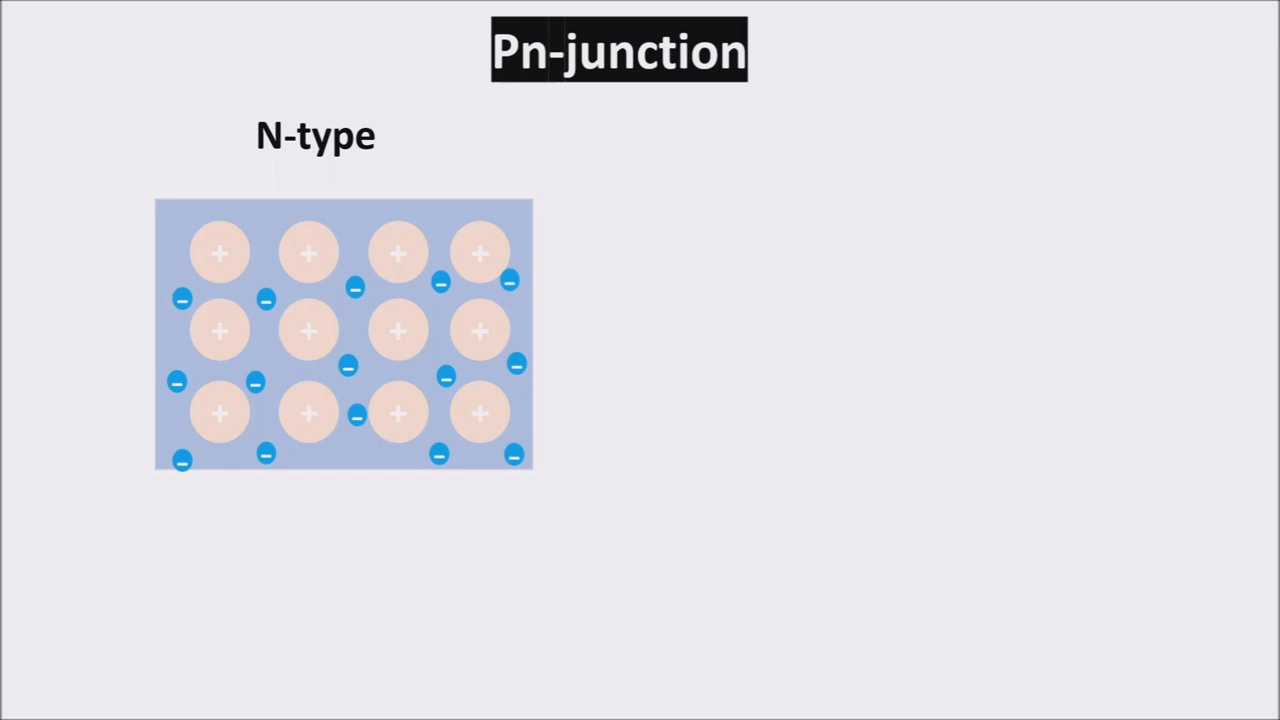 Pn-junction
N-type
+ + + +
- - - - -
+ + + +
- - - - -
+ + + +
-
- - - -